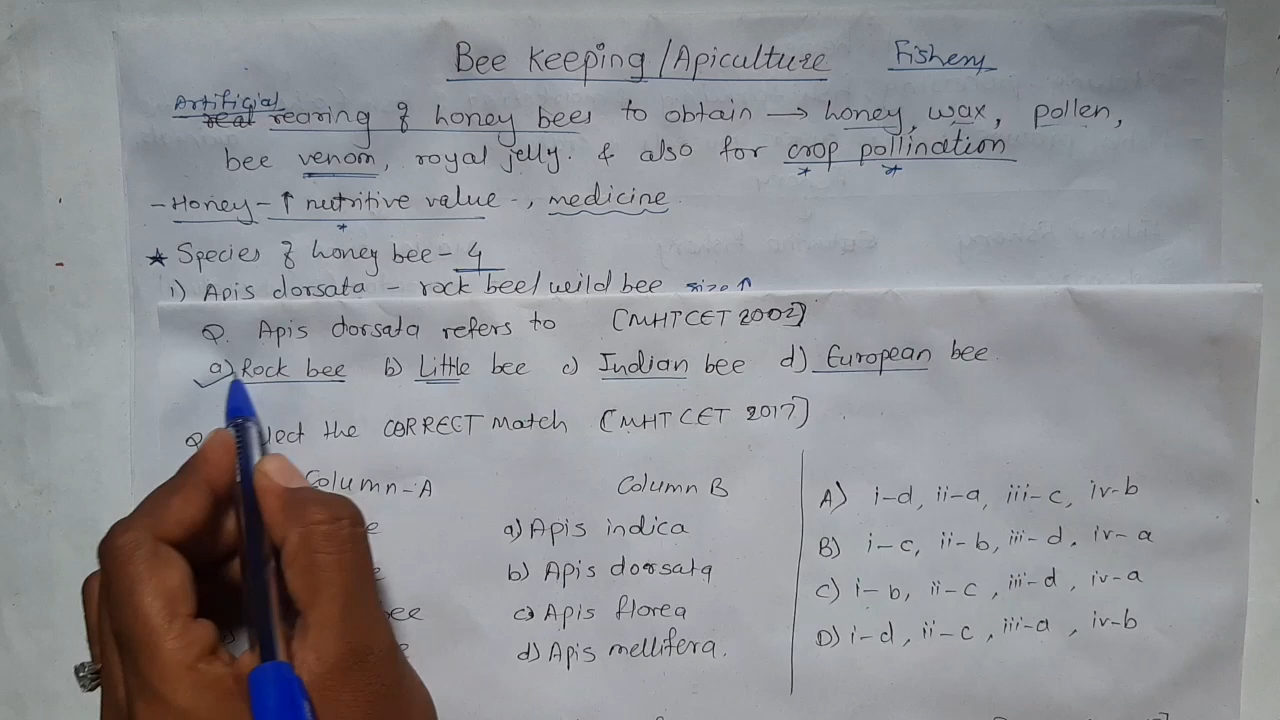 Bee Keeping / Apiculture Fishery
Artificial
rearing of honey bees to obtain → honey, wax, pollen,
bee venom, royal jelly. & also for crop pollination
- Honey - ↑ nutritive value -, medicine.
★ Species of honey bee - 4
1) Apis dorsata - rock bee/wild bee size ↑
Q. Apis dorsata refers to [MHTCET 2002]
a) Rock bee b) Little bee c) Indian bee d) European bee.
Q the CORRECT Match [MHTCET 2017]
Column-A Column B
a) Apis indica
b) Apis dorsata
c) Apis florea
d) Apis mellifera.
A) i-d, ii-a, iii-c, iv-b
B) i-c, ii-b, iii-d, iv-a
C) i-b, ii-c, iii-d, iv-a
D) i-d, ii-c, iii-a, iv-b